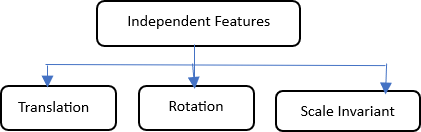 Independent Features
Translation
Rotation
Scale Invariant